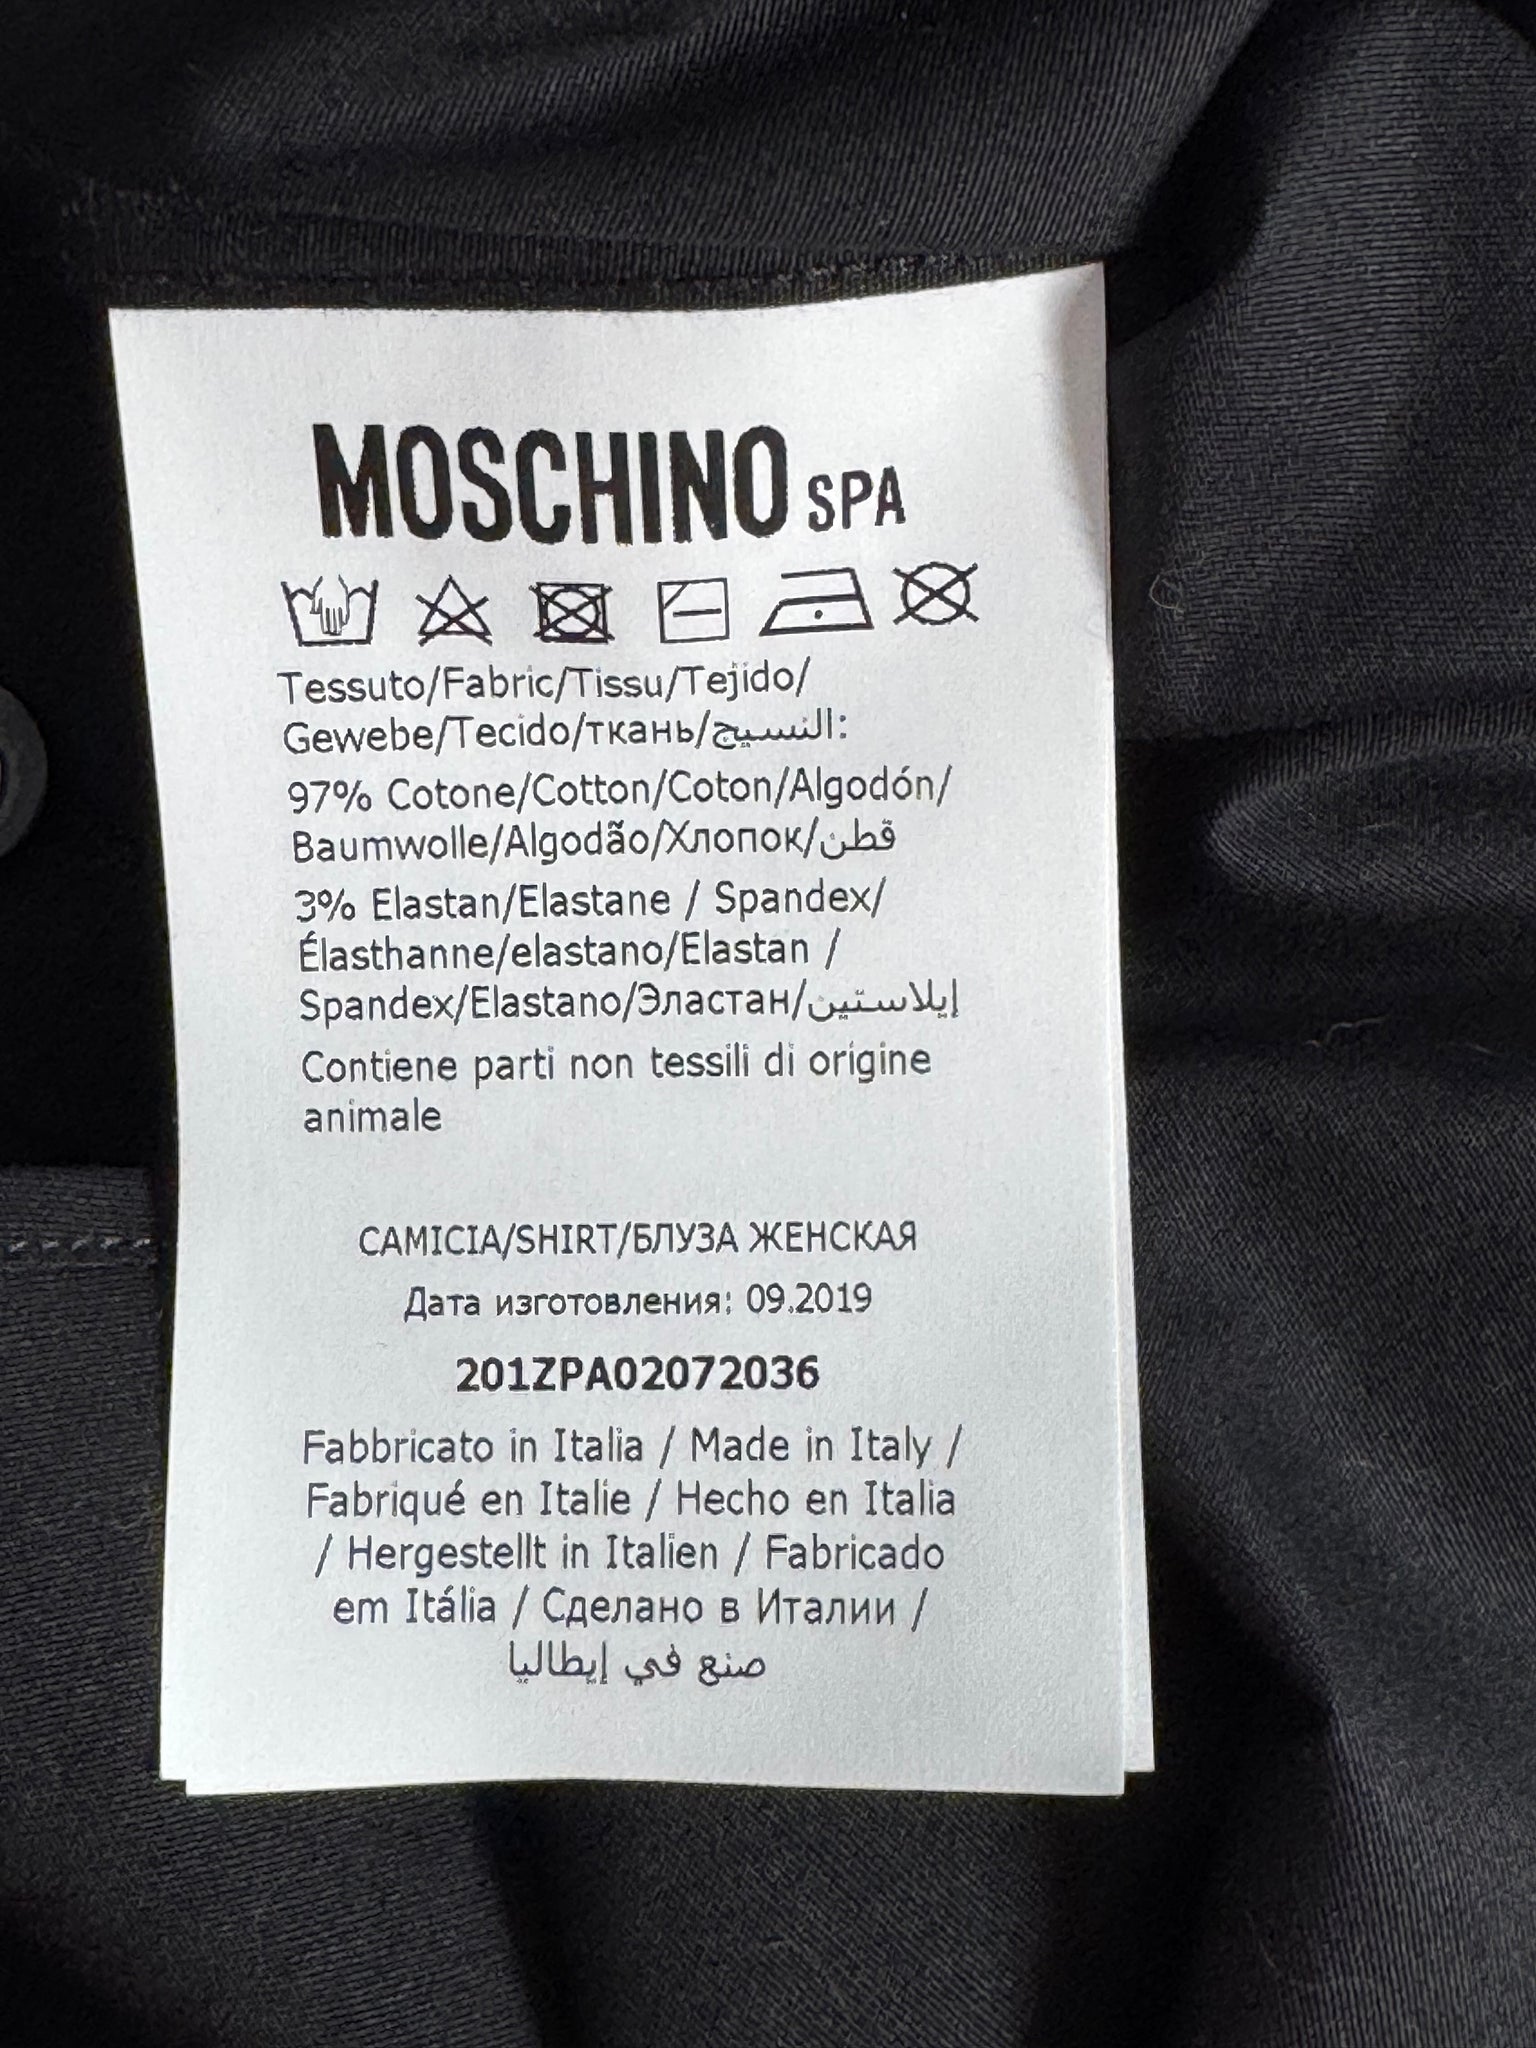 MOSCHINO SPA
Tessuto/Fabric/Tissu/Tejido/
Gewebe/Tecido/ткань/النسيج:
97% Cotone/Cotton/Coton/Algodón/
Baumwolle/Algodão/Хлопок/قطن
3% Elastan/Elastane / Spandex/
Élasthanne/elastano/Elastan /
Spandex/Elastano/Эластан/إيلاستين
Contiene parti non tessili di origine
animale
CAMICIA/SHIRT/БЛУЗА ЖЕНСКАЯ
Дата изготовления: 09.2019
201ZPA02072036
Fabbricato in Italia / Made in Italy /
Fabriqué en Italie / Hecho en Italia
/ Hergestellt in Italien / Fabricado
em Itália / Сделано в Италии /
صنع في إيطاليا